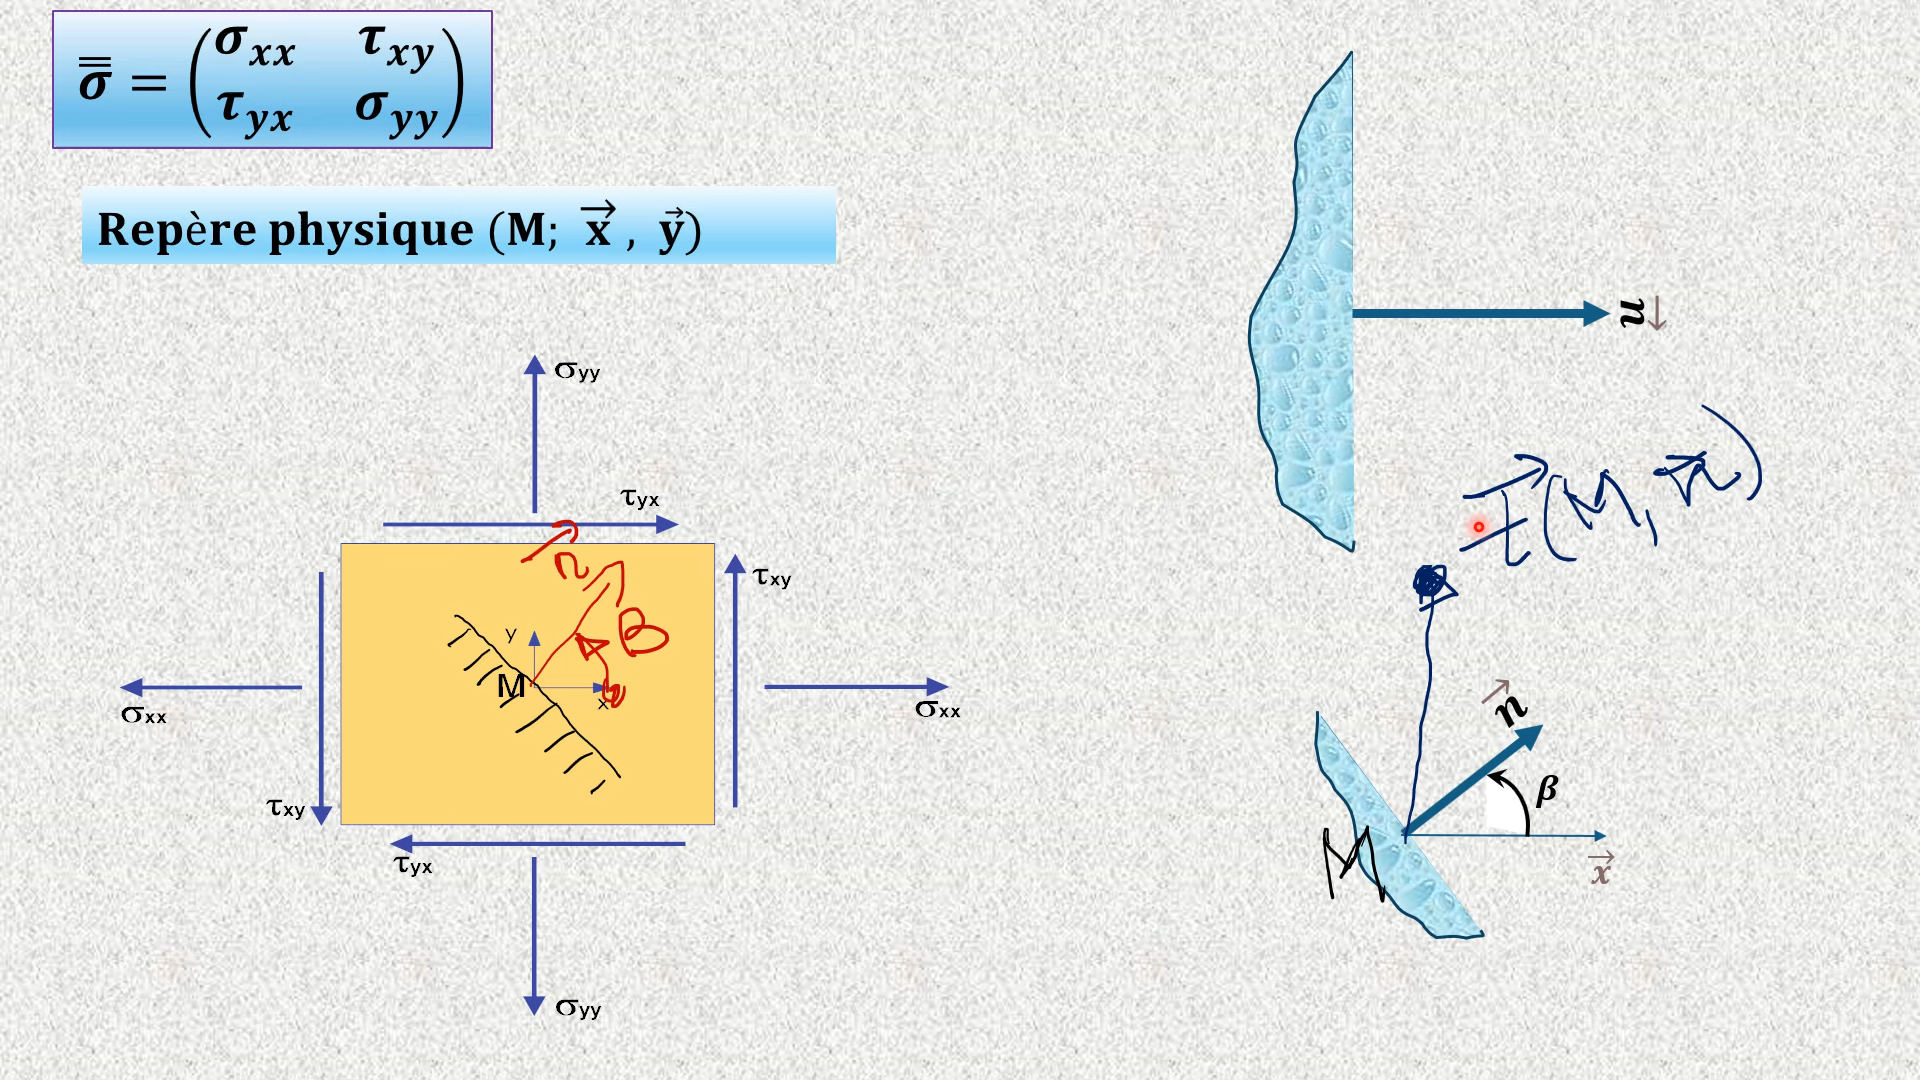 σ̿ = (σxx τxy
τyx σyy)
Repère physique (M; x⃗ , y⃗)
σyy
τyx
n⃗
τxy
B
y
M
x
σxx
σxx
τxy
τyx
σyy
n⃗
t⃗(M, n⃗)
n⃗
β
M
x⃗